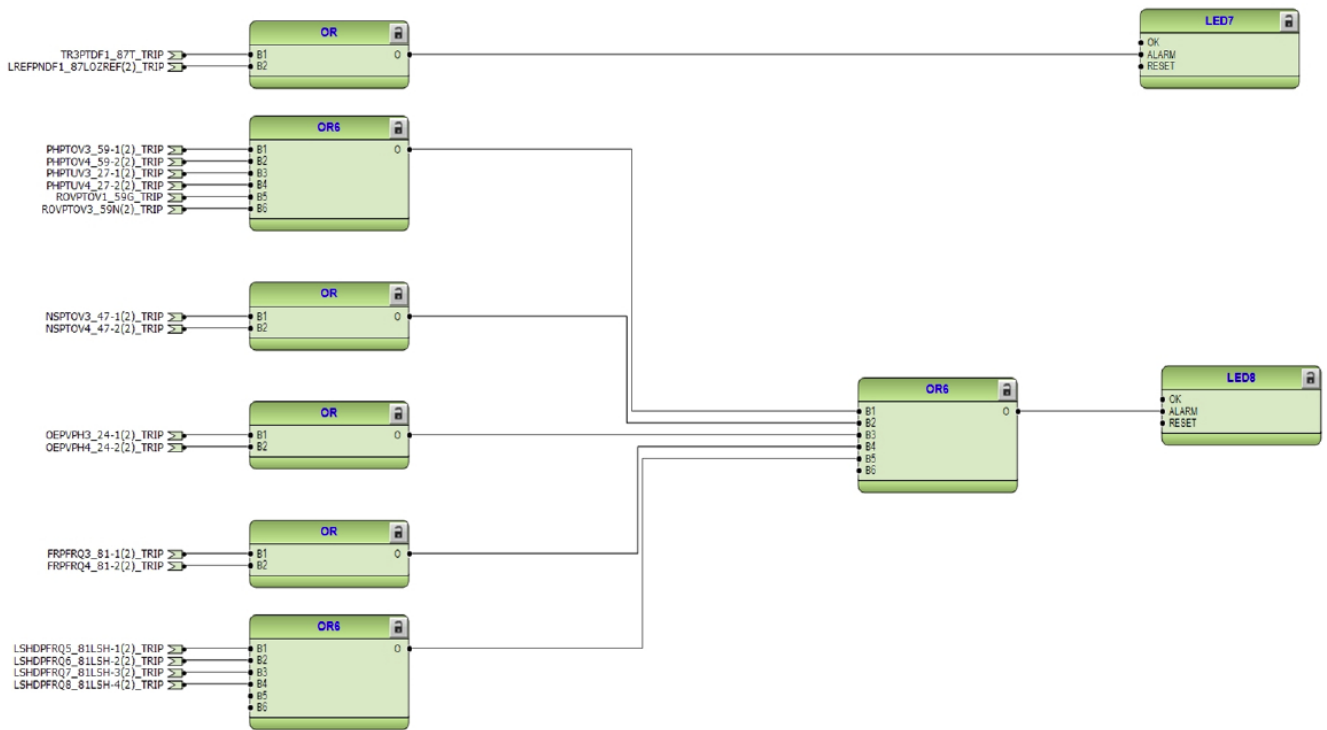 OR
TR3PTDF1_87T_TRIP B1 O
LREFPNDF1_87LOZREF(2)_TRIP B2
LED7
OK
ALARM
RESET
OR6
PHPTOV3_59-1(2)_TRIP B1 O
PHPTOV4_59-2(2)_TRIP B2
PHPTUV3_27-1(2)_TRIP B3
PHPTUV4_27-2(2)_TRIP B4
ROVPTOV1_59G_TRIP B5
ROVPTOV3_59N(2)_TRIP B6
OR
NSPTOV3_47-1(2)_TRIP B1 O
NSPTOV4_47-2(2)_TRIP B2
OR
OEPVPH3_24-1(2)_TRIP B1 O
OEPVPH4_24-2(2)_TRIP B2
OR6
B1 O
B2
B3
B4
B5
B6
LED8
OK
ALARM
RESET
OR
FRPFRQ3_81-1(2)_TRIP B1 O
FRPFRQ4_81-2(2)_TRIP B2
OR6
LSHDPFRQ5_81LSH-1(2)_TRIP B1 O
LSHDPFRQ6_81LSH-2(2)_TRIP B2
LSHDPFRQ7_81LSH-3(2)_TRIP B3
LSHDPFRQ8_81LSH-4(2)_TRIP B4
B5
B6